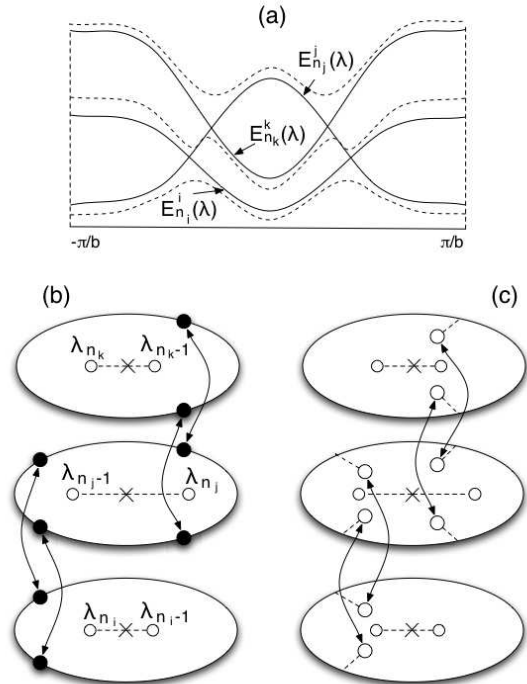 (a)
E^j_{n_j}(λ)
E^k_{n_k}(λ)
E^i_{n_i}(λ)
-π/b π/b
(b) (c)
λ_{n_k} λ_{n_k-1}
λ_{n_j-1} λ_{n_j}
λ_{n_i} λ_{n_i-1}